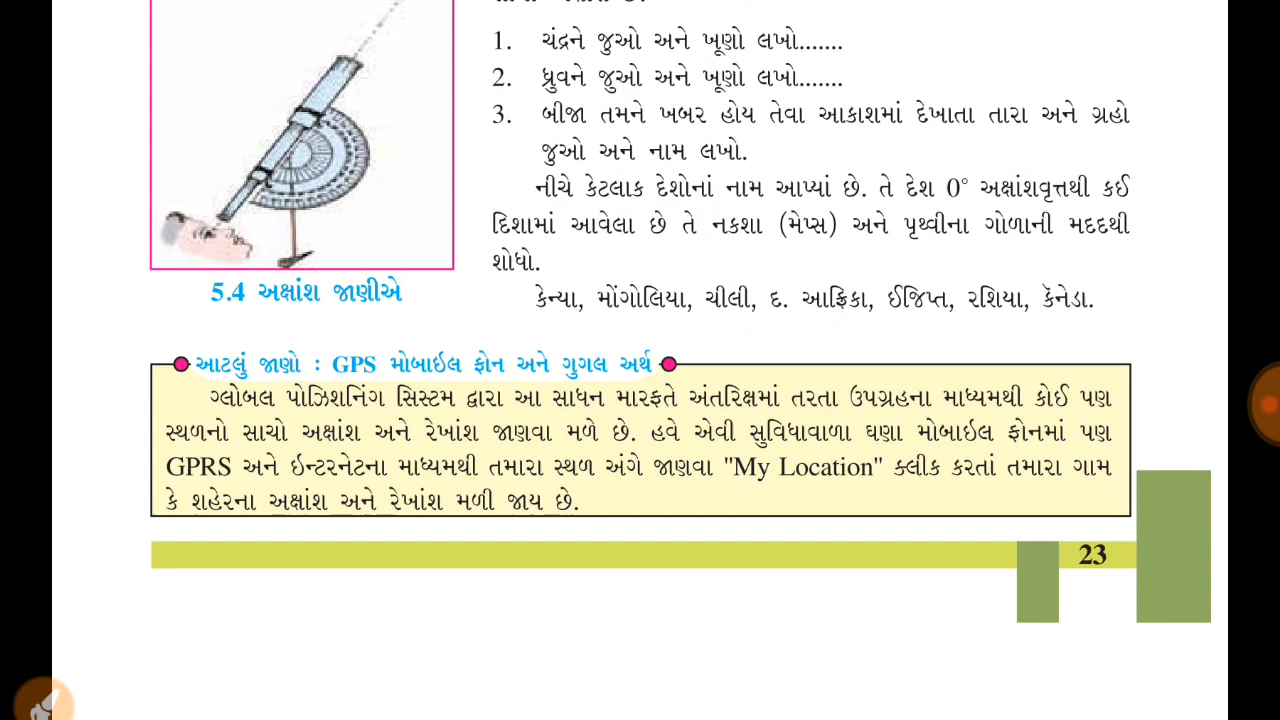 1. ચંદ્રને જુઓ અને ખૂણો લખો.......
2. ધ્રુવને જુઓ અને ખૂણો લખો.......
3. બીજા તમને ખબર હોય તેવા આકાશમાં દેખાતા તારા અને ગ્રહો
જુઓ અને નામ લખો.
નીચે કેટલાક દેશોનાં નામ આપ્યાં છે. તે દેશ 0° અક્ષાંશવૃત્તથી કઈ
દિશામાં આવેલા છે તે નકશા (મેપ્સ) અને પૃથ્વીના ગોળાની મદદથી
શોધો.
5.4 અક્ષાંશ જાણીએ
કેન્યા, મોંગોલિયા, ચીલી, દ. આફ્રિકા, ઈજિપ્ત, રશિયા, કૅનેડા.
આટલું જાણો : GPS મોબાઇલ ફોન અને ગુગલ અર્થ
ગ્લોબલ પોઝિશનિંગ સિસ્ટમ દ્વારા આ સાધન મારફતે અંતરિક્ષમાં તરતા ઉપગ્રહના માધ્યમથી કોઈ પણ
સ્થળનો સાચો અક્ષાંશ અને રેખાંશ જાણવા મળે છે. હવે એવી સુવિધાવાળા ઘણા મોબાઇલ ફોનમાં પણ
GPRS અને ઇન્ટરનેટના માધ્યમથી તમારા સ્થળ અંગે જાણવા "My Location" ક્લીક કરતાં તમારા ગામ
કે શહેરના અક્ષાંશ અને રેખાંશ મળી જાય છે.
23